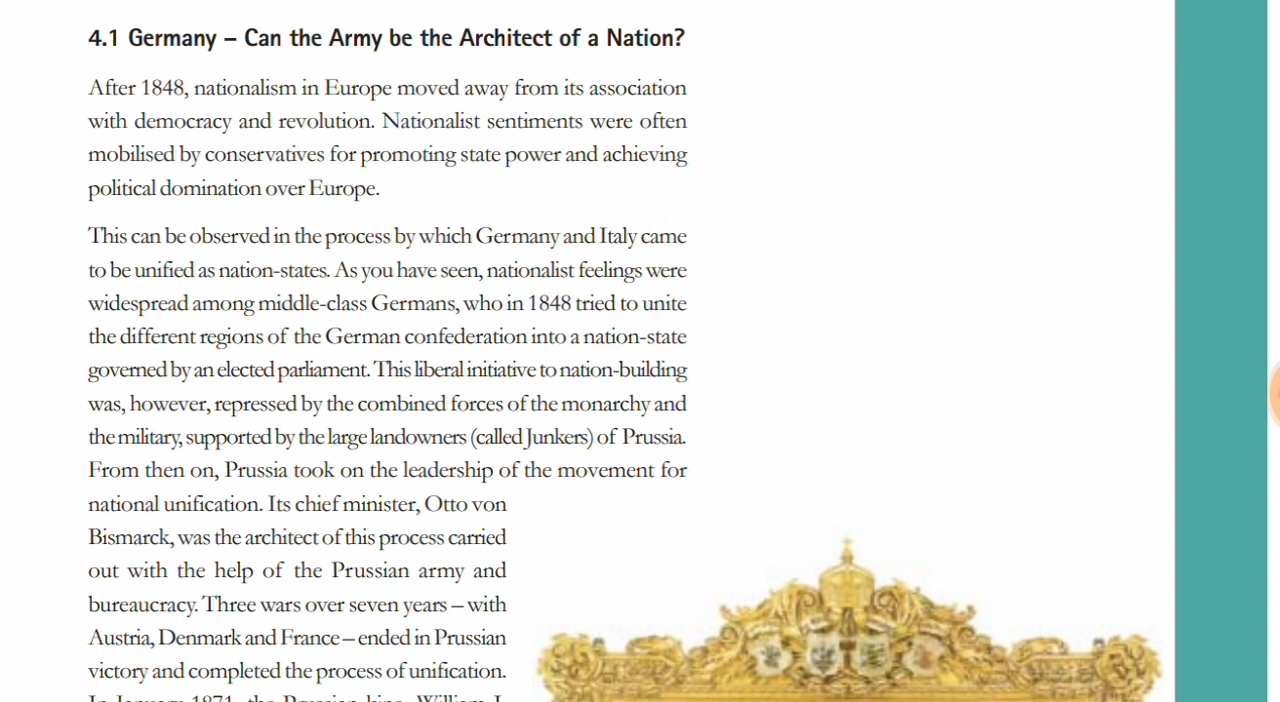 4.1 Germany – Can the Army be the Architect of a Nation?
After 1848, nationalism in Europe moved away from its association
with democracy and revolution. Nationalist sentiments were often
mobilised by conservatives for promoting state power and achieving
political domination over Europe.
This can be observed in the process by which Germany and Italy came
to be unified as nation-states. As you have seen, nationalist feelings were
widespread among middle-class Germans, who in 1848 tried to unite
the different regions of the German confederation into a nation-state
governed by an elected parliament. This liberal initiative to nation-building
was, however, repressed by the combined forces of the monarchy and
the military, supported by the large landowners (called Junkers) of Prussia.
From then on, Prussia took on the leadership of the movement for
national unification. Its chief minister, Otto von
Bismarck, was the architect of this process carried
out with the help of the Prussian army and
bureaucracy. Three wars over seven years – with
Austria, Denmark and France – ended in Prussian
victory and completed the process of unification.
In January 1871, the Prussian king, William I,